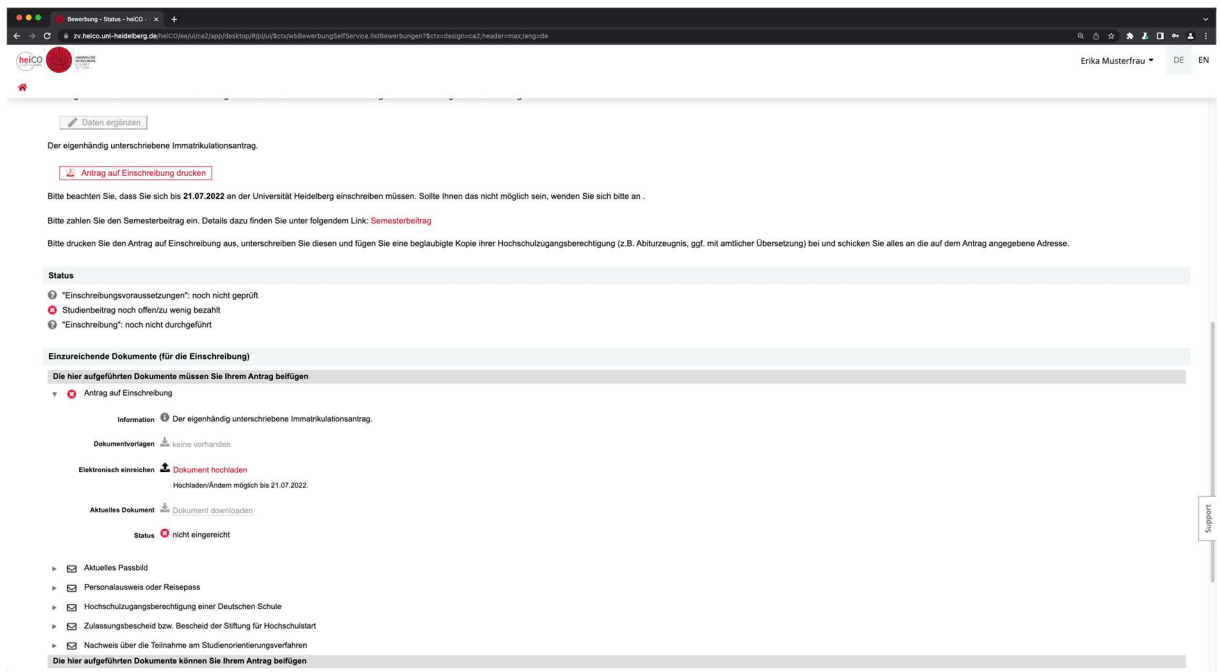 Bewerbung - Status - heiCO -
zv.heico.uni-heidelberg.de/heiCO/ee/ui/ca2/app/desktop/#/pl/ui/$ctx/wbBewerbungSelfService.listBewerbungen?$ctx=design=ca2;header=max;lang=de
heiCO
Erika Musterfrau
DE EN
Daten ergänzen
Der eigenhändig unterschriebene Immatrikulationsantrag.
Antrag auf Einschreibung drucken
Bitte beachten Sie, dass Sie sich bis 21.07.2022 an der Universität Heidelberg einschreiben müssen. Sollte Ihnen das nicht möglich sein, wenden Sie sich bitte an .
Bitte zahlen Sie den Semesterbeitrag ein. Details dazu finden Sie unter folgendem Link: Semesterbeitrag
Bitte drucken Sie den Antrag auf Einschreibung aus, unterschreiben Sie diesen und fügen Sie eine beglaubigte Kopie ihrer Hochschulzugangsberechtigung (z.B. Abiturzeugnis, ggf. mit amtlicher Übersetzung) bei und schicken Sie alles an die auf dem Antrag angegebene Adresse.
Status
"Einschreibungsvoraussetzungen": noch nicht geprüft
Studienbeitrag noch offen/zu wenig bezahlt
"Einschreibung": noch nicht durchgeführt
Einzureichende Dokumente (für die Einschreibung)
Die hier aufgeführten Dokumente müssen Sie Ihrem Antrag beifügen
Antrag auf Einschreibung
Information Der eigenhändig unterschriebene Immatrikulationsantrag.
Dokumentvorlagen keine vorhanden
Elektronisch einreichen Dokument hochladen
Hochladen/Ändern möglich bis 21.07.2022.
Aktuelles Dokument Dokument downloaden
Status nicht eingereicht
Support
Aktuelles Passbild
Personalausweis oder Reisepass
Hochschulzugangsberechtigung einer Deutschen Schule
Zulassungsbescheid bzw. Bescheid der Stiftung für Hochschulstart
Nachweis über die Teilnahme am Studienorientierungsverfahren
Die hier aufgeführten Dokumente können Sie Ihrem Antrag beifügen